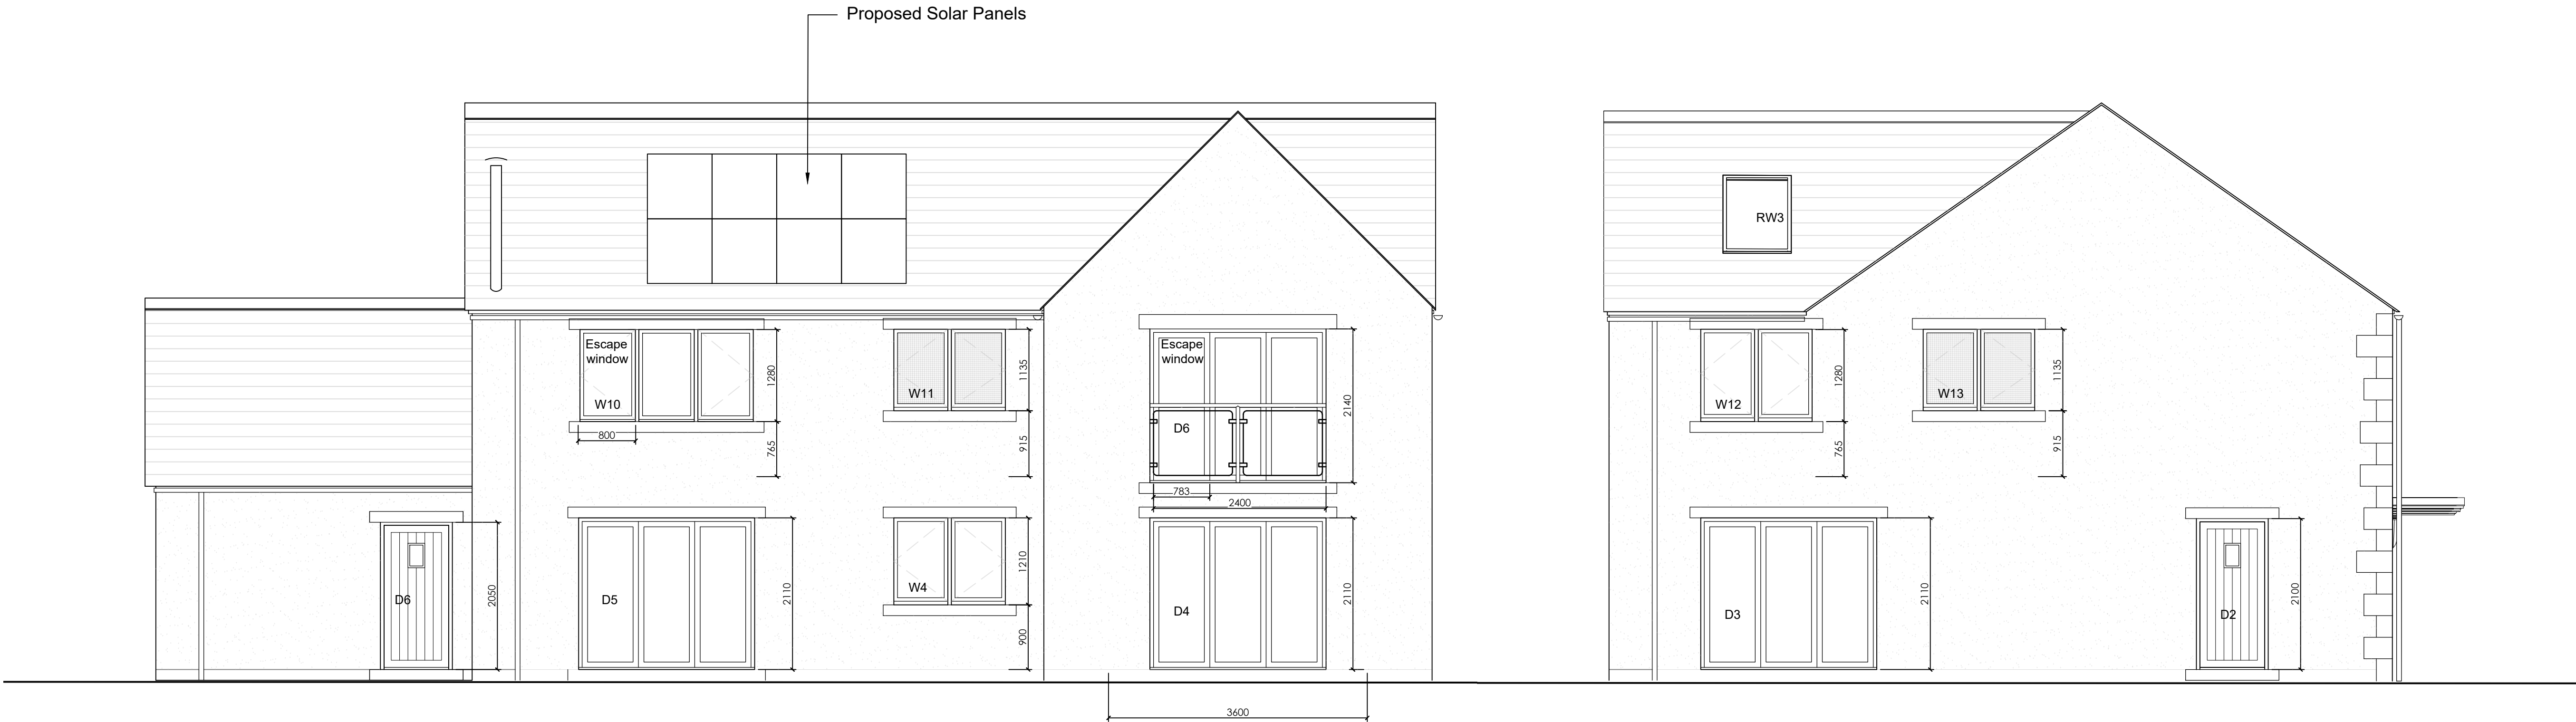 Proposed Solar Panels
RW3
Escape
window
W10
800
1280
765
W11
1135
915
Escape
window
D6
2140
783
2400
W12
1280
765
W13
1135
915
D6
2050
D5
2110
W4
1210
900
D4
2110
D3
2110
D2
2100
3600